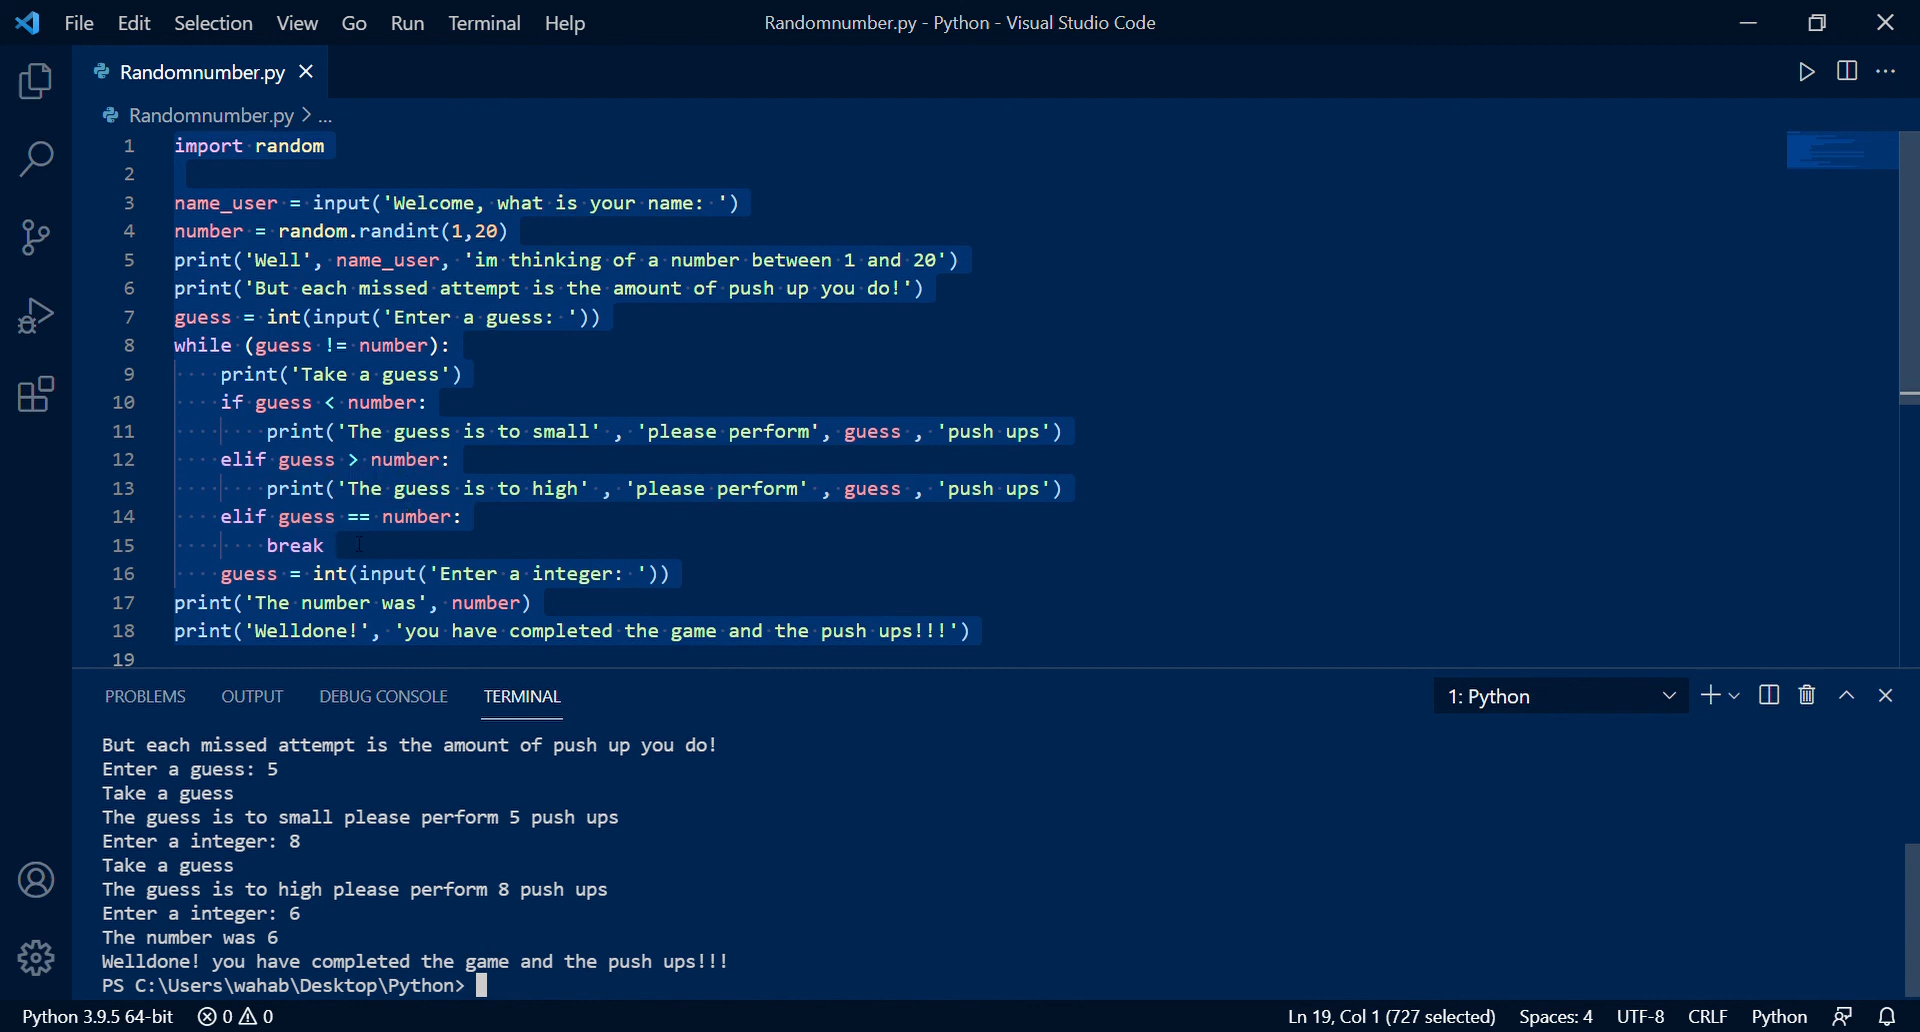 File Edit Selection View Go Run Terminal Help Randomnumber.py - Python - Visual Studio Code
Randomnumber.py
Randomnumber.py > ...
1 import random
2
3 name_user = input('Welcome, what is your name: ')
4 number = random.randint(1,20)
5 print('Well', name_user, 'im thinking of a number between 1 and 20')
6 print('But each missed attempt is the amount of push up you do!')
7 guess = int(input('Enter a guess: '))
8 while (guess != number):
9     print('Take a guess')
10     if guess < number:
11         print('The guess is to small' , 'please perform', guess , 'push ups')
12     elif guess > number:
13         print('The guess is to high' , 'please perform' , guess , 'push ups')
14     elif guess == number:
15         break
16     guess = int(input('Enter a integer: '))
17 print('The number was', number)
18 print('Welldone!', 'you have completed the game and the push ups!!!')
19
PROBLEMS OUTPUT DEBUG CONSOLE TERMINAL 1: Python
But each missed attempt is the amount of push up you do!
Enter a guess: 5
Take a guess
The guess is to small please perform 5 push ups
Enter a integer: 8
Take a guess
The guess is to high please perform 8 push ups
Enter a integer: 6
The number was 6
Welldone! you have completed the game and the push ups!!!
PS C:\Users\wahab\Desktop\Python>
Python 3.9.5 64-bit 0 0 Ln 19, Col 1 (727 selected) Spaces: 4 UTF-8 CRLF Python